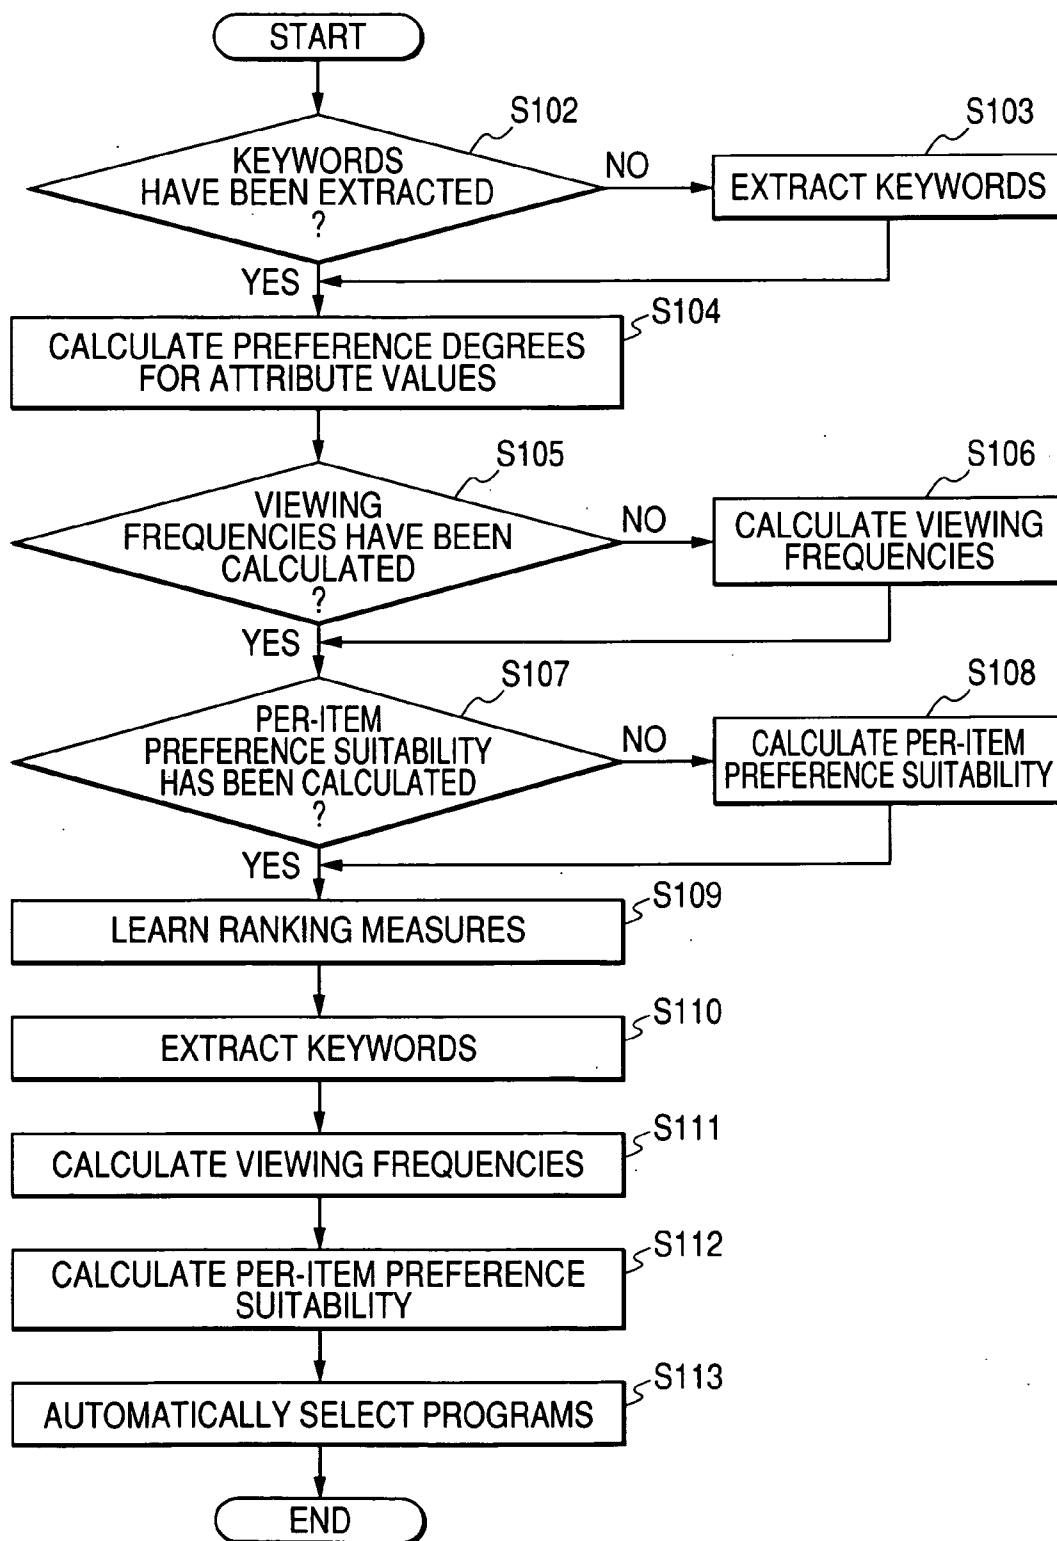 START
S102
KEYWORDS
HAVE BEEN EXTRACTED
?
NO
S103
EXTRACT KEYWORDS
YES
S104
CALCULATE PREFERENCE DEGREES
FOR ATTRIBUTE VALUES
S105
VIEWING
FREQUENCIES HAVE BEEN
CALCULATED
?
NO
S106
CALCULATE VIEWING
FREQUENCIES
YES
S107
PER-ITEM
PREFERENCE SUITABILITY
HAS BEEN CALCULATED
?
NO
S108
CALCULATE PER-ITEM
PREFERENCE SUITABILITY
YES
S109
LEARN RANKING MEASURES
S110
EXTRACT KEYWORDS
S111
CALCULATE VIEWING FREQUENCIES
S112
CALCULATE PER-ITEM PREFERENCE
SUITABILITY
S113
AUTOMATICALLY SELECT PROGRAMS
END